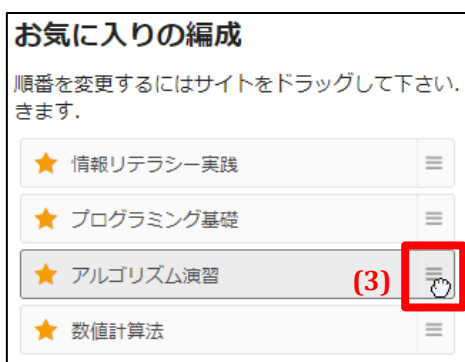 お気に入りの編成
順番を変更するにはサイトをドラッグして下さい.
きます.
情報リテラシー実践
プログラミング基礎
アルゴリズム演習 (3)
数値計算法